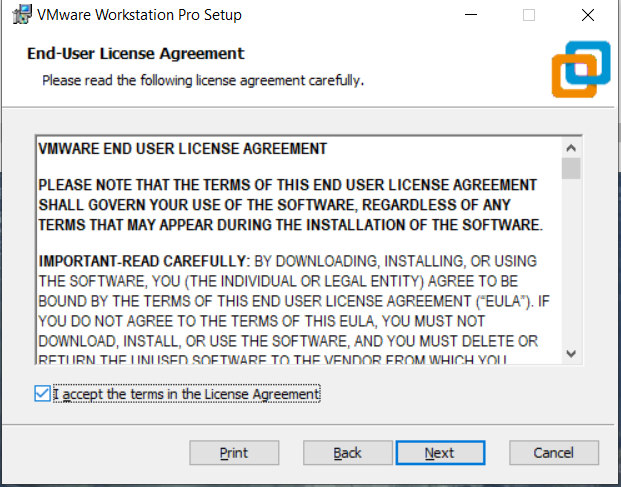 VMware Workstation Pro Setup
End-User License Agreement
Please read the following license agreement carefully.
VMWARE END USER LICENSE AGREEMENT
PLEASE NOTE THAT THE TERMS OF THIS END USER LICENSE AGREEMENT
SHALL GOVERN YOUR USE OF THE SOFTWARE, REGARDLESS OF ANY
TERMS THAT MAY APPEAR DURING THE INSTALLATION OF THE SOFTWARE.
IMPORTANT-READ CAREFULLY: BY DOWNLOADING, INSTALLING, OR USING
THE SOFTWARE, YOU (THE INDIVIDUAL OR LEGAL ENTITY) AGREE TO BE
BOUND BY THE TERMS OF THIS END USER LICENSE AGREEMENT (“EULA”). IF
YOU DO NOT AGREE TO THE TERMS OF THIS EULA, YOU MUST NOT
DOWNLOAD, INSTALL, OR USE THE SOFTWARE, AND YOU MUST DELETE OR
RETURN THE UNUSED SOFTWARE TO THE VENDOR FROM WHICH YOU
I accept the terms in the License Agreement
Print Back Next Cancel